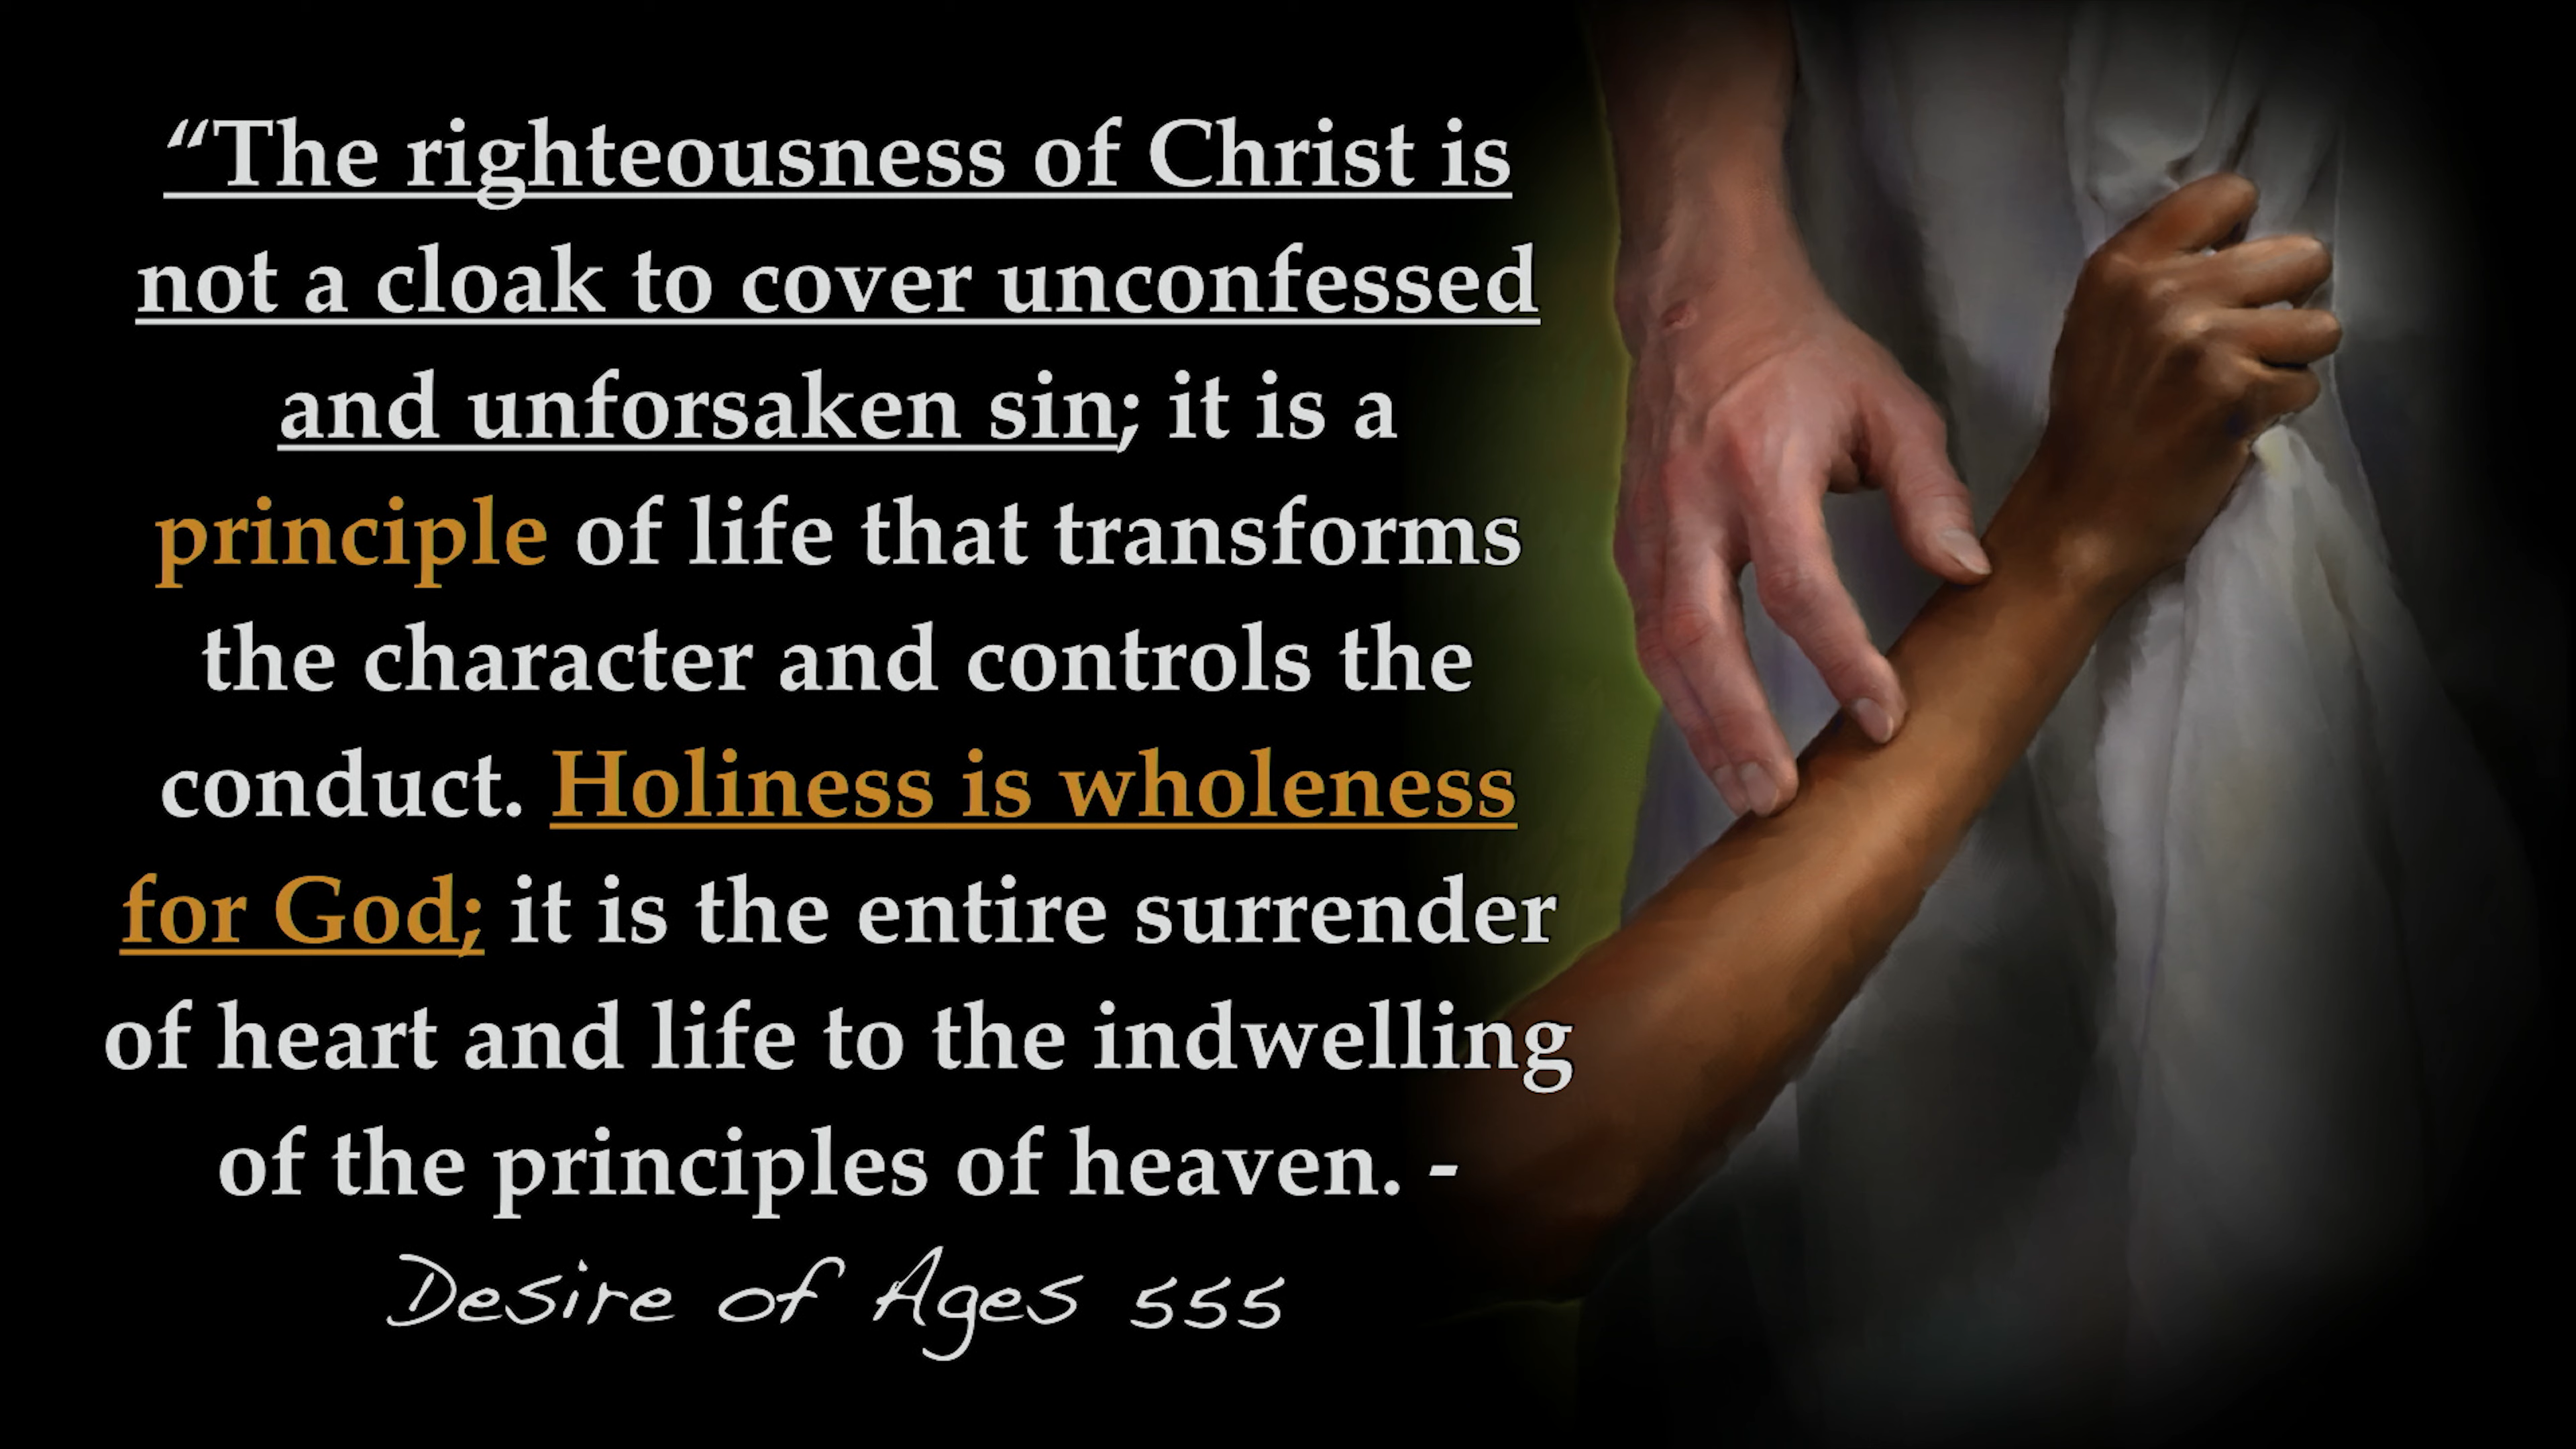 “The righteousness of Christ is
not a cloak to cover unconfessed
and unforsaken sin; it is a
principle of life that transforms
the character and controls the
conduct. Holiness is wholeness
for God; it is the entire surrender
of heart and life to the indwelling
of the principles of heaven. -
Desire of Ages 555